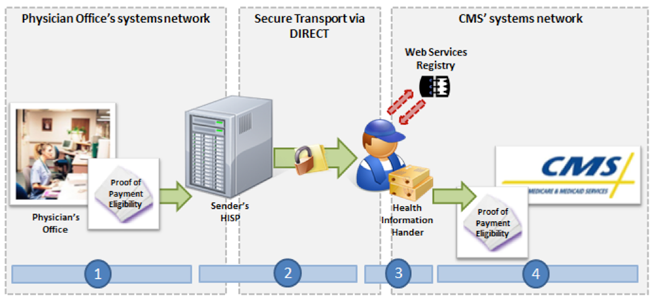 Physician Office's systems network
Secure Transport via
DIRECT
CMS' systems network
Web Services
Registry
Proof of
Payment
Eligibility
Physician's
Office
Sender's
HISP
Health
Information
Hander
CMS
MEDICARE & MEDICAID SERVICES
Proof of
Payment
Eligibility
1
2
3
4